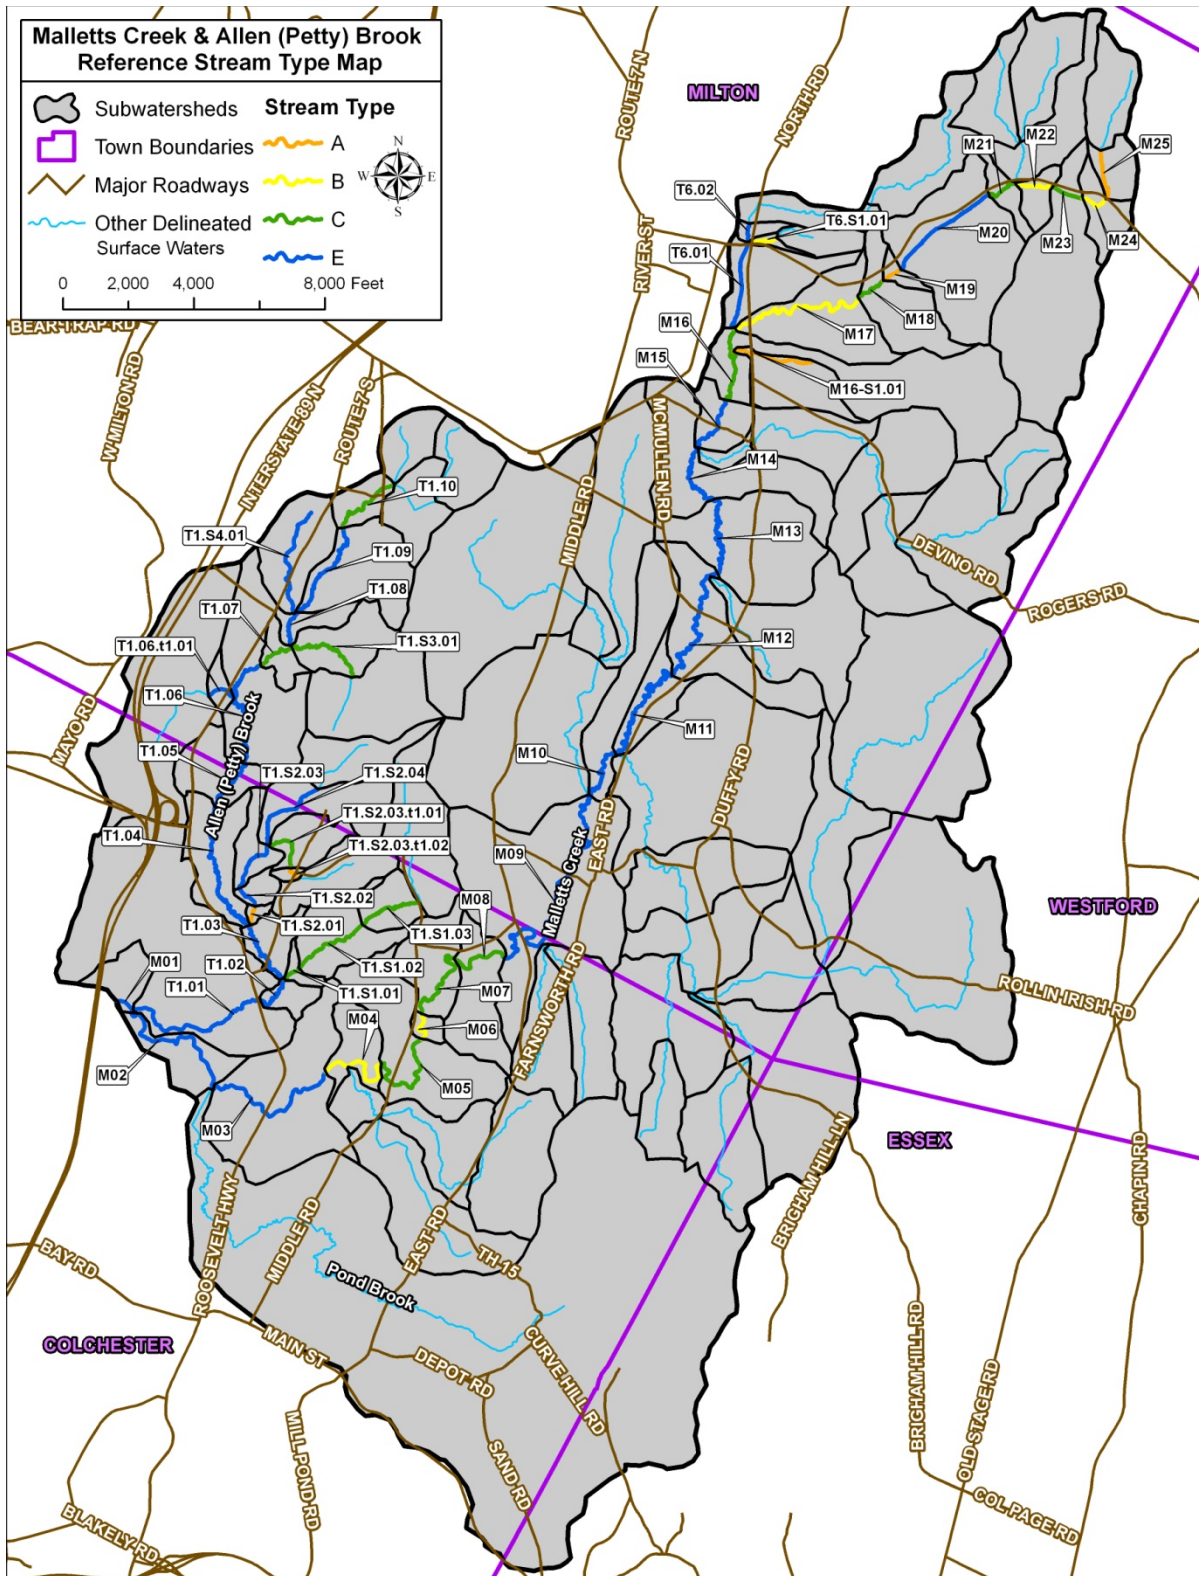 Malletts Creek & Allen (Petty) Brook
Reference Stream Type Map
Subwatersheds
Town Boundaries
Major Roadways
Other Delineated
Surface Waters
Stream Type
A
B
C
E
N
W
E
S
0
2,000
4,000
8,000 Feet
MILTON
ROUTE-7-N
NORTH RD
RIVER ST
M22
M21
M25
T6.02
T6.S1.01
M20
M23
M24
T6.01
M19
M18
M17
M16
M15
M16-S1.01
BEAR-TRAP RD
W MILTON RD
INTERSTATE-89 N
ROUTE-7-S
MCMULLEN RD
MIDDLE RD
M14
T1.10
T1.S4.01
M13
T1.09
DEVINO RD
T1.08
ROGERS RD
T1.07
T1.S3.01
M12
T1.06.t1.01
T1.06
MAYO RD
Allen (Petty) Brook
M11
T1.05
T1.S2.03
T1.S2.04
M10
T1.S2.03.t1.01
DUFFY RD
EAST RD
T1.04
T1.S2.03.t1.02
Malletts Creek
M09
T1.S2.02
M08
WESTFORD
T1.S2.01
T1.03
T1.S1.03
T1.S1.02
M01
T1.02
T1.01
T1.S1.01
M07
ROLLIN-IRISH-RD
M04
M06
FARNSWORTH RD
M02
M05
M03
ESSEX
BRIGHAM HILL LN
CHAPIN RD
ROOSEVELT HWY
MIDDLE RD
EAST RD
TH-15
BAY-RD
Pond Brook
COLCHESTER
MAIN ST
DEPOT RD
CURVE HILL RD
BRIGHAM HILL RD
OLD STAGE RD
MILL POND RD
SAND RD
COL PAGE RD
BLAKELY RD